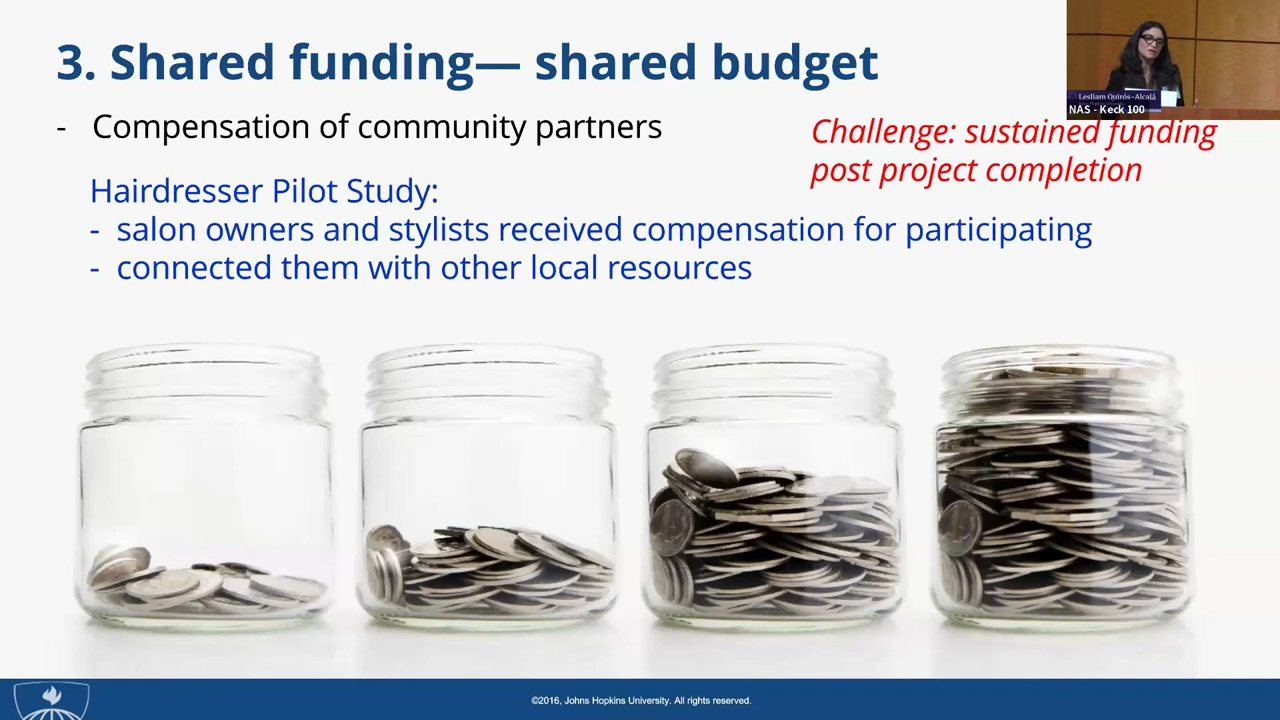 3. Shared funding— shared budget
- Compensation of community partners
Challenge: sustained funding
post project completion
Hairdresser Pilot Study:
- salon owners and stylists received compensation for participating
- connected them with other local resources
Lesliam Quirós-Alcalá
NAS - Keck 100
©2016, Johns Hopkins University. All rights reserved.